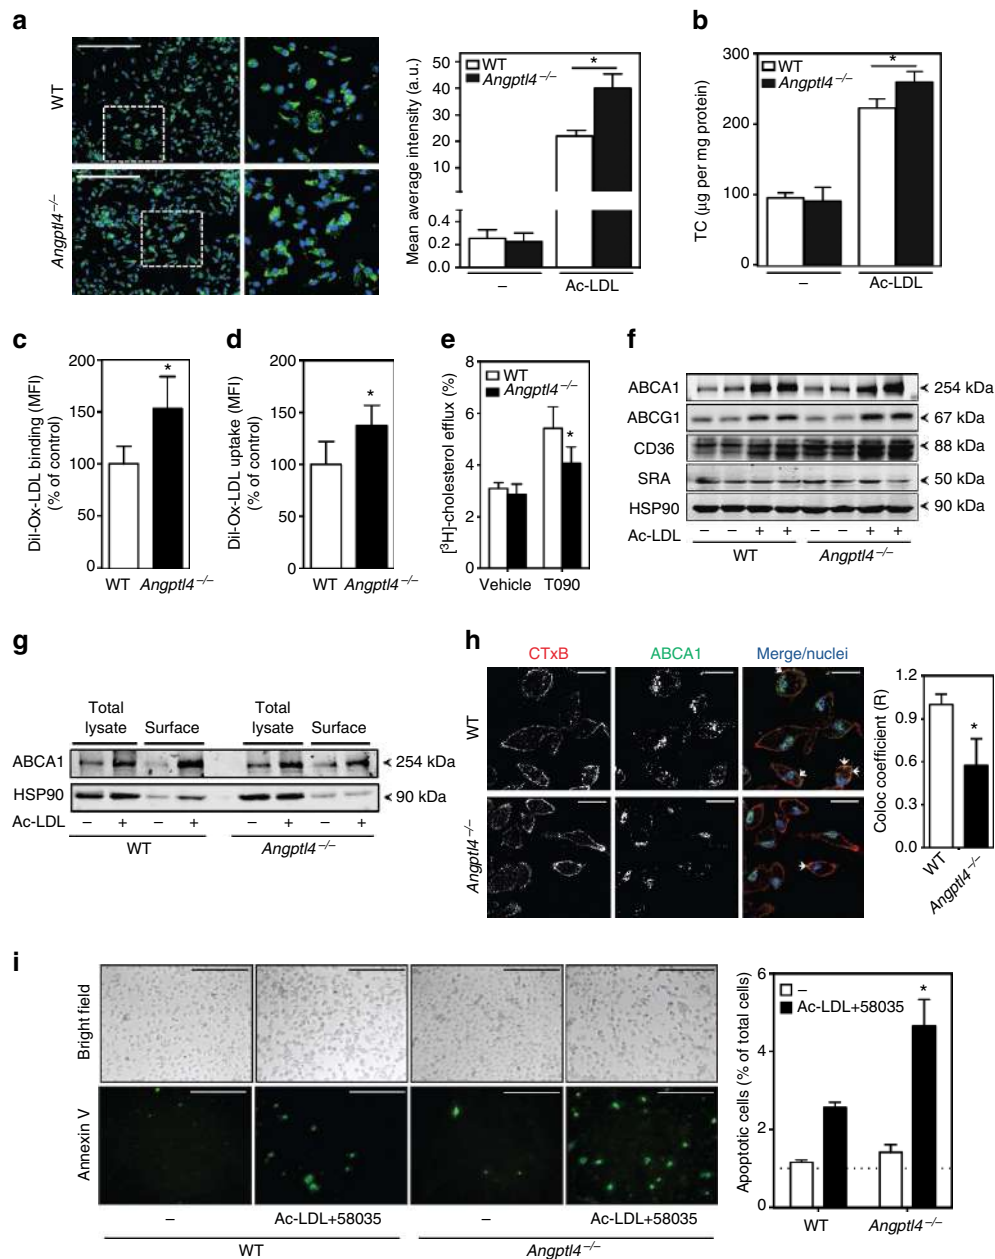 a
WT
Angptl4–/–
Mean average intensity (a.u.)
50
40
30
20
10
0.4
0.2
0.0
WT
Angptl4–/–
*
–
Ac-LDL
b
TC (µg per mg protein)
300
200
100
0
WT
Angptl4–/–
*
–
Ac-LDL
c
Dil-Ox-LDL binding (MFI)
(% of control)
200
150
100
50
0
*
WT Angptl4–/–
d
Dil-Ox-LDL uptake (MFI)
(% of control)
200
150
100
50
0
*
WT Angptl4–/–
e
[3H]-cholesterol efflux (%)
8
6
4
2
0
WT
Angptl4–/–
*
Vehicle T090
f
ABCA1 254 kDa
ABCG1 67 kDa
CD36 88 kDa
SRA 50 kDa
HSP90 90 kDa
Ac-LDL – – + + – – + +
WT Angptl4–/–
g
Total lysate Surface Total lysate Surface
ABCA1 254 kDa
HSP90 90 kDa
Ac-LDL – + – + – + – +
WT Angptl4–/–
h
CTxB ABCA1 Merge/nuclei
WT
Angptl4–/–
Coloc coefficient (R)
1.2
0.9
0.6
0.3
0.0
*
WT Angptl4–/–
i
Bright field
Annexin V
– Ac-LDL+58035 – Ac-LDL+58035
WT Angptl4–/–
Apoptotic cells (% of total cells)
6
4
2
0
–
Ac-LDL+58035
*
WT Angptl4–/–